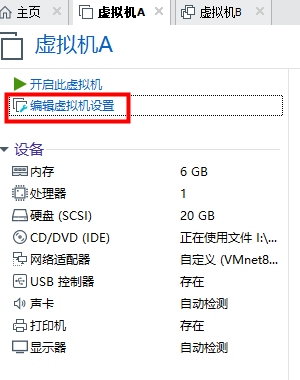 主页 虚拟机A 虚拟机B
虚拟机A
开启此虚拟机
编辑虚拟机设置
设备
内存 6 GB
处理器 1
硬盘 (SCSI) 20 GB
CD/DVD (IDE) 正在使用文件 I:\...
网络适配器 自定义 (VMnet8...
USB 控制器 存在
声卡 自动检测
打印机 存在
显示器 自动检测